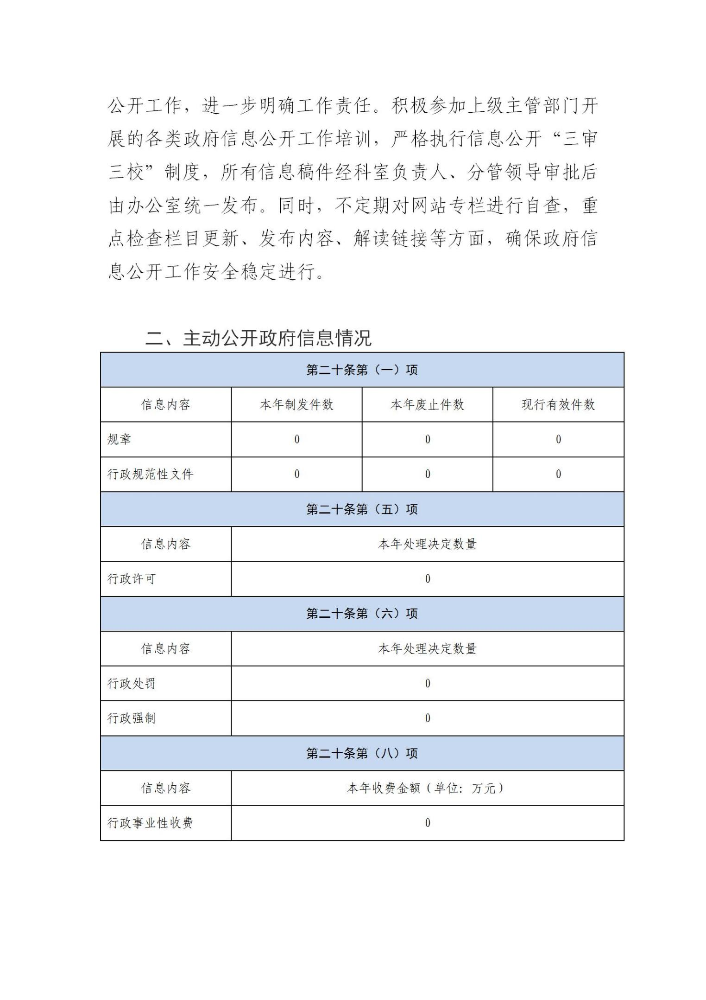 公开工作，进一步明确工作责任。积极参加上级主管部门开
展的各类政府信息公开工作培训，严格执行信息公开“三审
三校”制度，所有信息稿件经科室负责人、分管领导审批后
由办公室统一发布。同时，不定期对网站专栏进行自查，重
点检查栏目更新、发布内容、解读链接等方面，确保政府信
息公开工作安全稳定进行。
二、主动公开政府信息情况
第二十条第（一）项
信息内容 本年制发件数 本年废止件数 现行有效件数
规章 0 0 0
行政规范性文件 0 0 0
第二十条第（五）项
信息内容 本年处理决定数量
行政许可 0
第二十条第（六）项
信息内容 本年处理决定数量
行政处罚 0
行政强制 0
第二十条第（八）项
信息内容 本年收费金额（单位：万元）
行政事业性收费 0